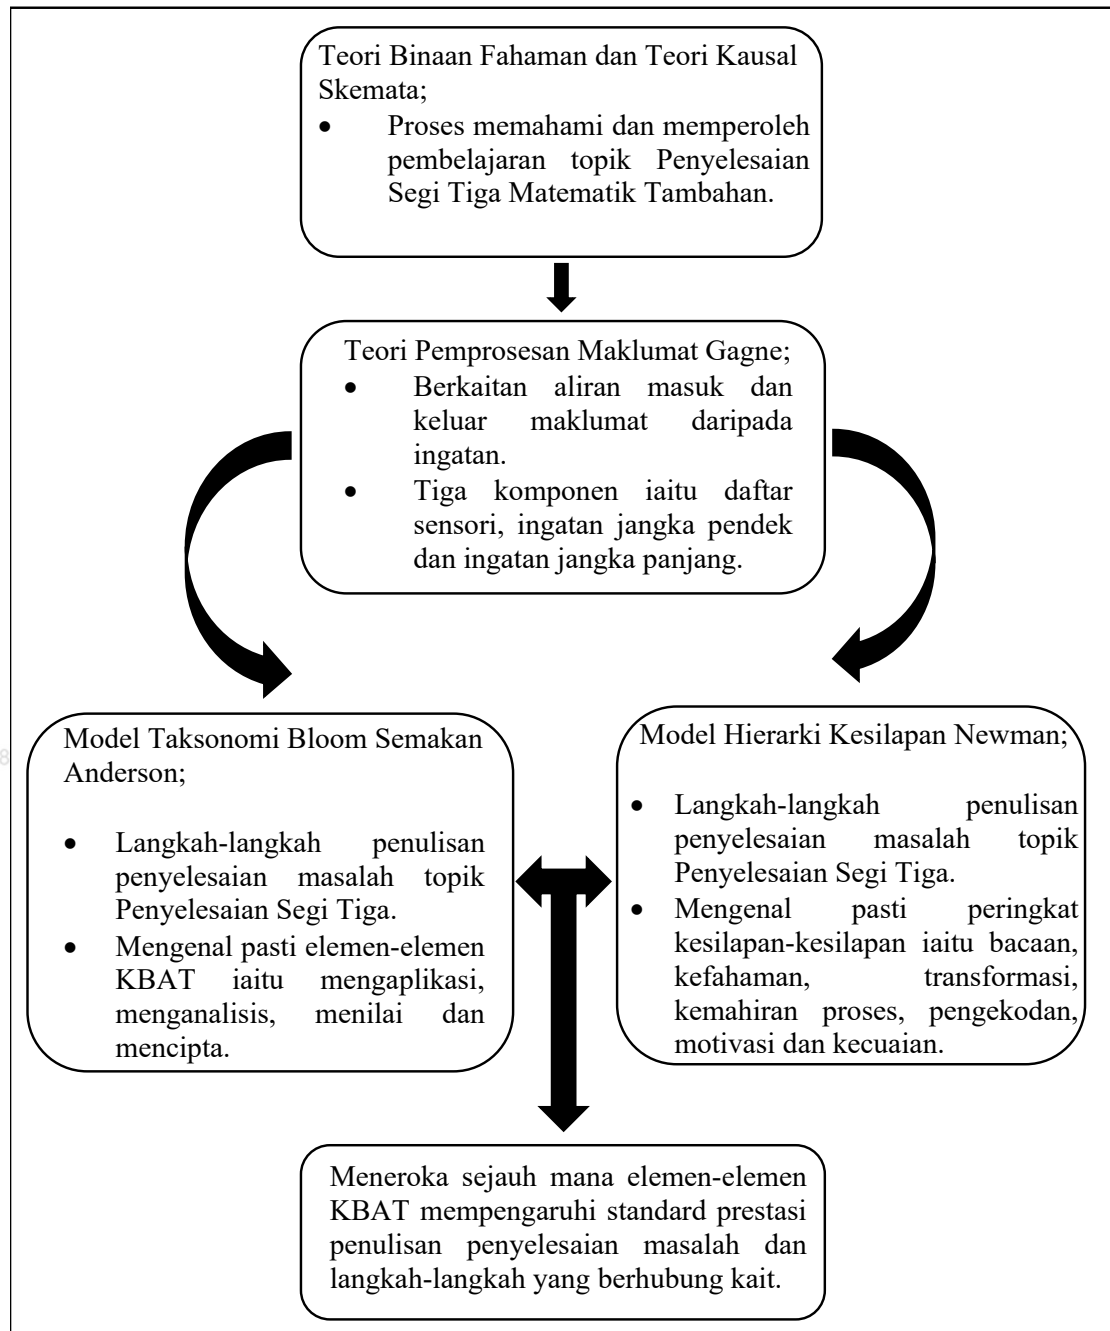 Teori Binaan Fahaman dan Teori Kausal
Skemata;
• Proses memahami dan memperoleh
pembelajaran topik Penyelesaian
Segi Tiga Matematik Tambahan.
Teori Pemprosesan Maklumat Gagne;
• Berkaitan aliran masuk dan
keluar maklumat daripada
ingatan.
• Tiga komponen iaitu daftar
sensori, ingatan jangka pendek
dan ingatan jangka panjang.
Model Taksonomi Bloom Semakan
Anderson;
• Langkah-langkah penulisan
penyelesaian masalah topik
Penyelesaian Segi Tiga.
• Mengenal pasti elemen-elemen
KBAT iaitu mengaplikasi,
menganalisis, menilai dan
mencipta.
Model Hierarki Kesilapan Newman;
• Langkah-langkah penulisan
penyelesaian masalah topik
Penyelesaian Segi Tiga.
• Mengenal pasti peringkat
kesilapan-kesilapan iaitu bacaan,
kefahaman, transformasi,
kemahiran proses, pengekodan,
motivasi dan kecuaian.
Meneroka sejauh mana elemen-elemen
KBAT mempengaruhi standard prestasi
penulisan penyelesaian masalah dan
langkah-langkah yang berhubung kait.
8